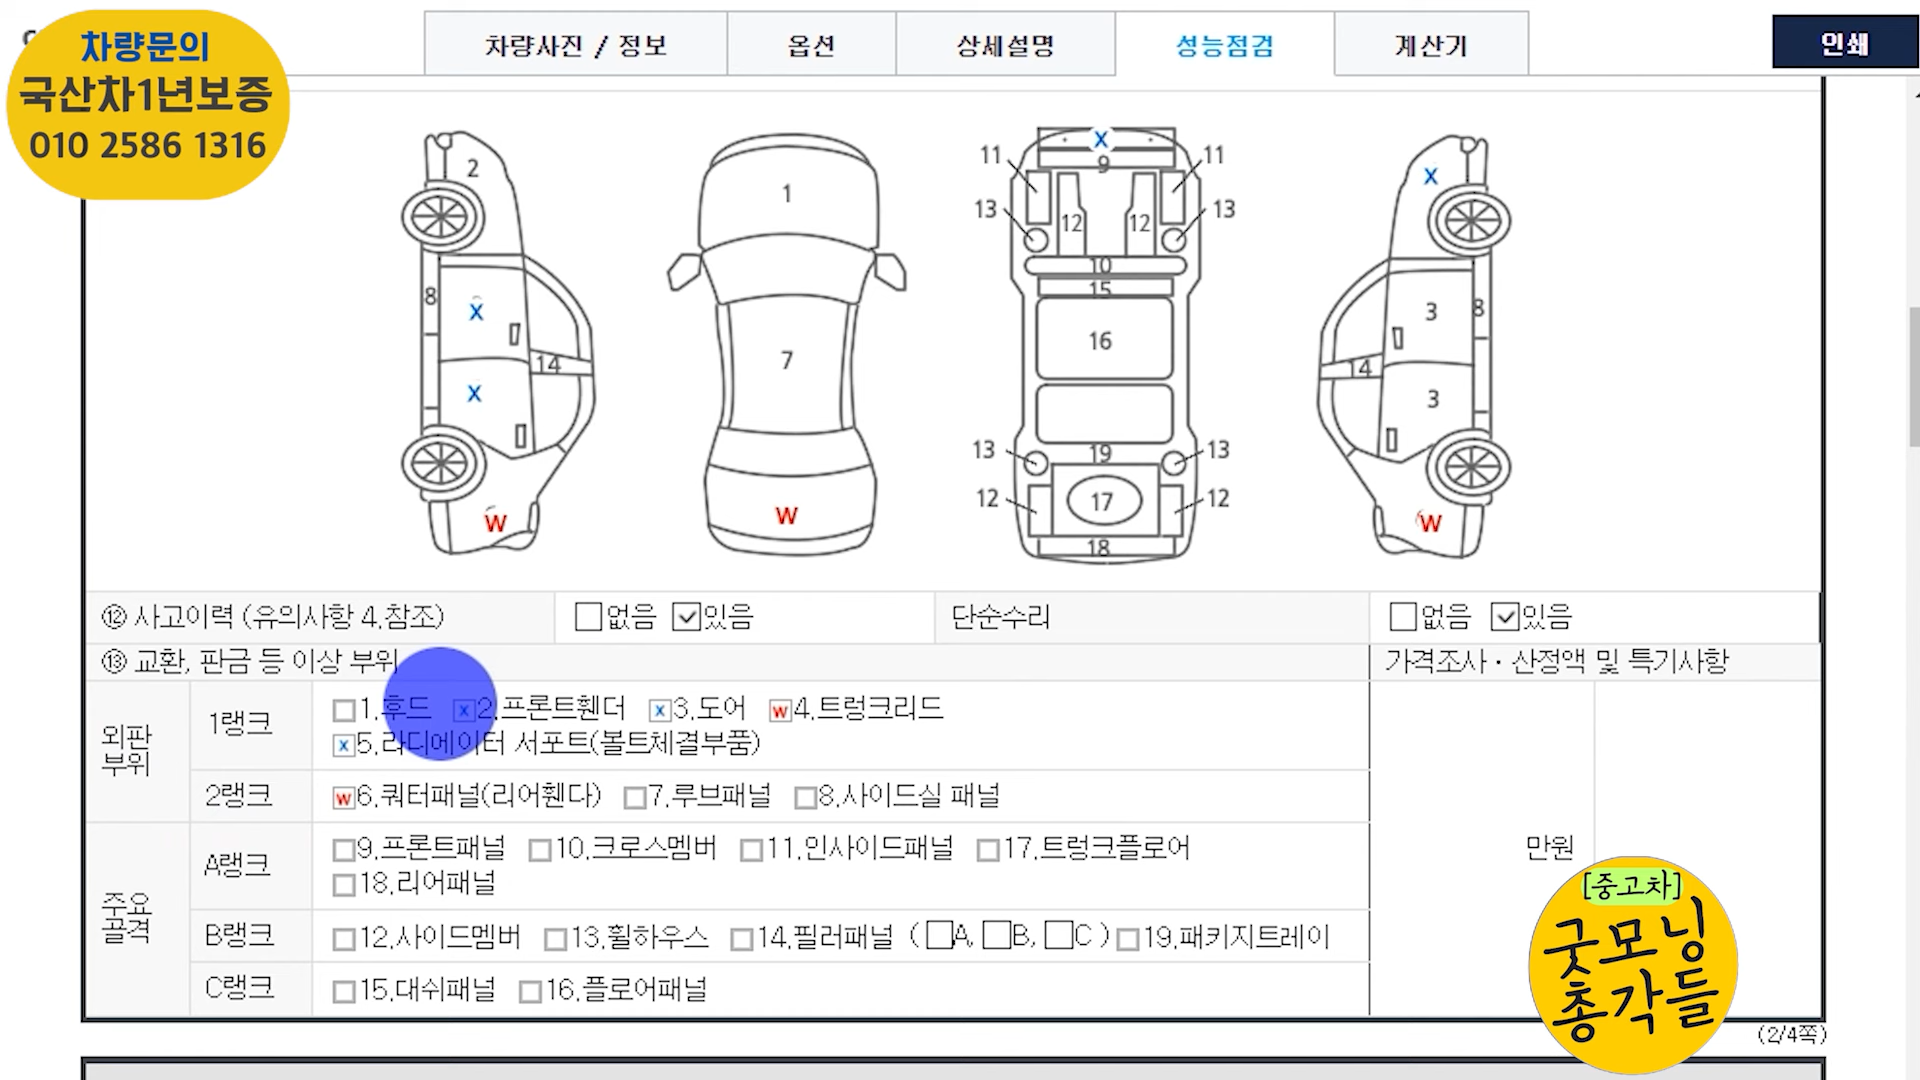 차량문의
국산차1년보증
010 2586 1316
차량사진 / 정보
옵션
상세설명
성능점검
계산기
인쇄
2
8
X
X
14
W
1
7
W
X
9
11
11
13
13
12
12
10
15
16
13
13
19
12
12
17
18
X
3
8
14
3
W
⑫ 사고이력 (유의사항 4.참조) 없음 있음 단순수리 없음 있음
⑬ 교환, 판금 등 이상 부위 가격조사·산정액 및 특기사항
외판
부위
1랭크
1.후드 X 2.프론트휀더 X 3.도어 W 4.트렁크리드
X 5.라디에이터 서포트(볼트체결부품)
2랭크
W 6.쿼터패널(리어휀다) 7.루브패널 8.사이드실 패널
주요
골격
A랭크
9.프론트패널 10.크로스멤버 11.인사이드패널 17.트렁크플로어
18.리어패널
만원
B랭크
12.사이드멤버 13.휠하우스 14.필러패널 (A, B, C) 19.패키지트레이
C랭크
15.대쉬패널 16.플로어패널
[중고차]
굿모닝
총각들
(2/4쪽)